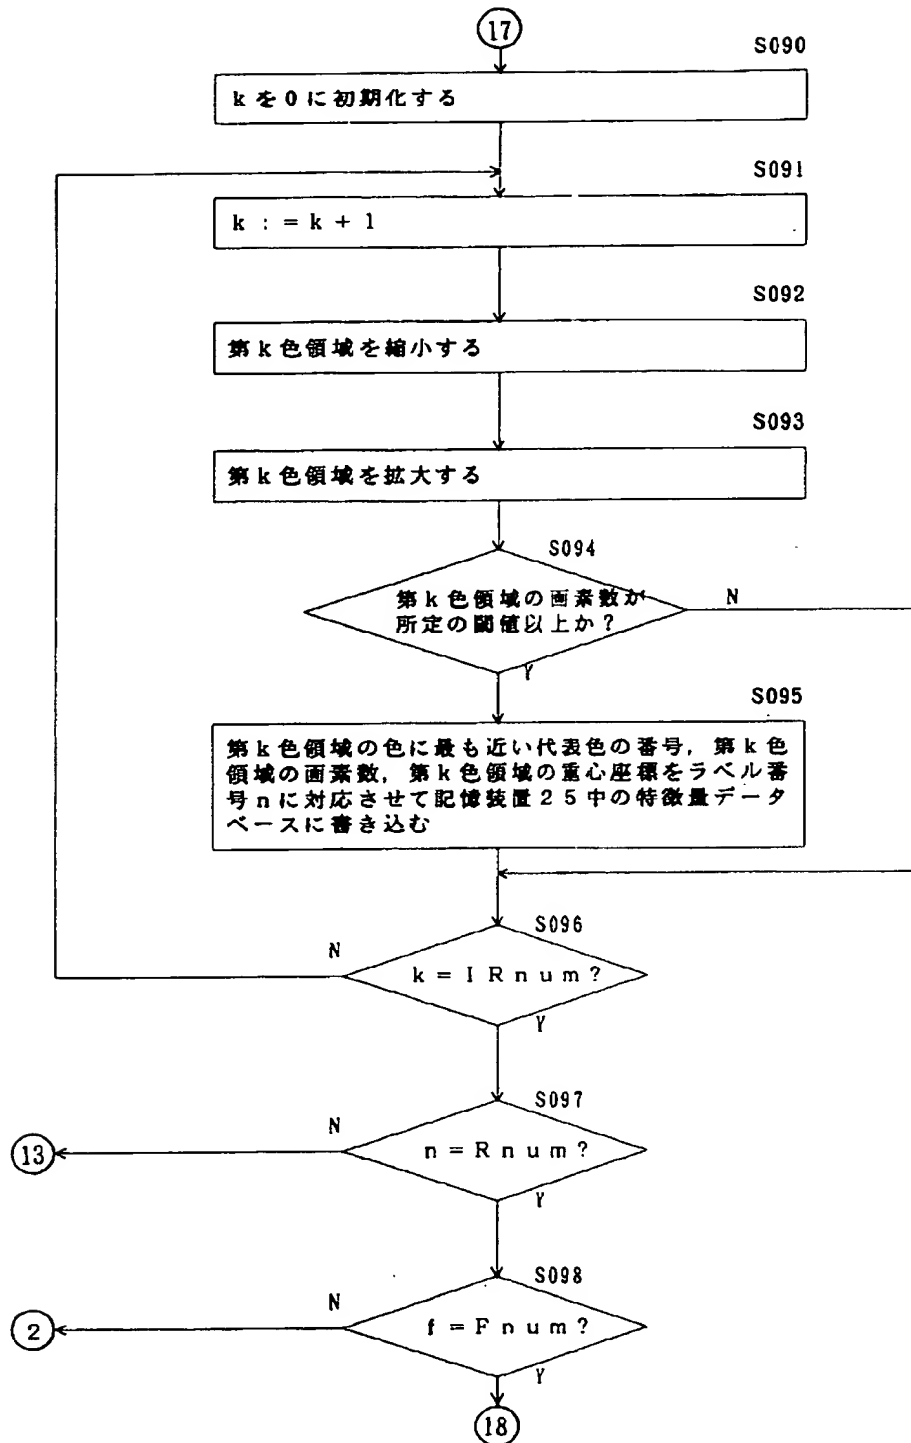 17
S090
kを0に初期化する
S091
k:=k+1
S092
第k色領域を縮小する
S093
第k色領域を拡大する
S094
第k色領域の画素数が
所定の閾値以上か?
N
Y
S095
第k色領域の色に最も近い代表色の番号,第k色
領域の画素数,第k色領域の重心座標をラベル番
号nに対応させて記憶装置25中の特徴量データ
ベースに書き込む
S096
N
k=IRnum?
Y
S097
N
13
n=Rnum?
Y
S098
N
2
f=Fnum?
Y
18